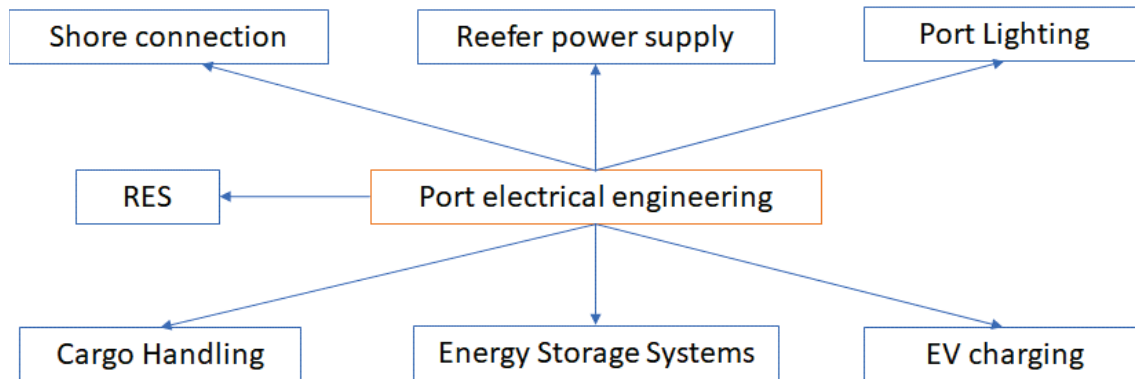 Shore connection
Reefer power supply
Port Lighting
RES
Port electrical engineering
Cargo Handling
Energy Storage Systems
EV charging